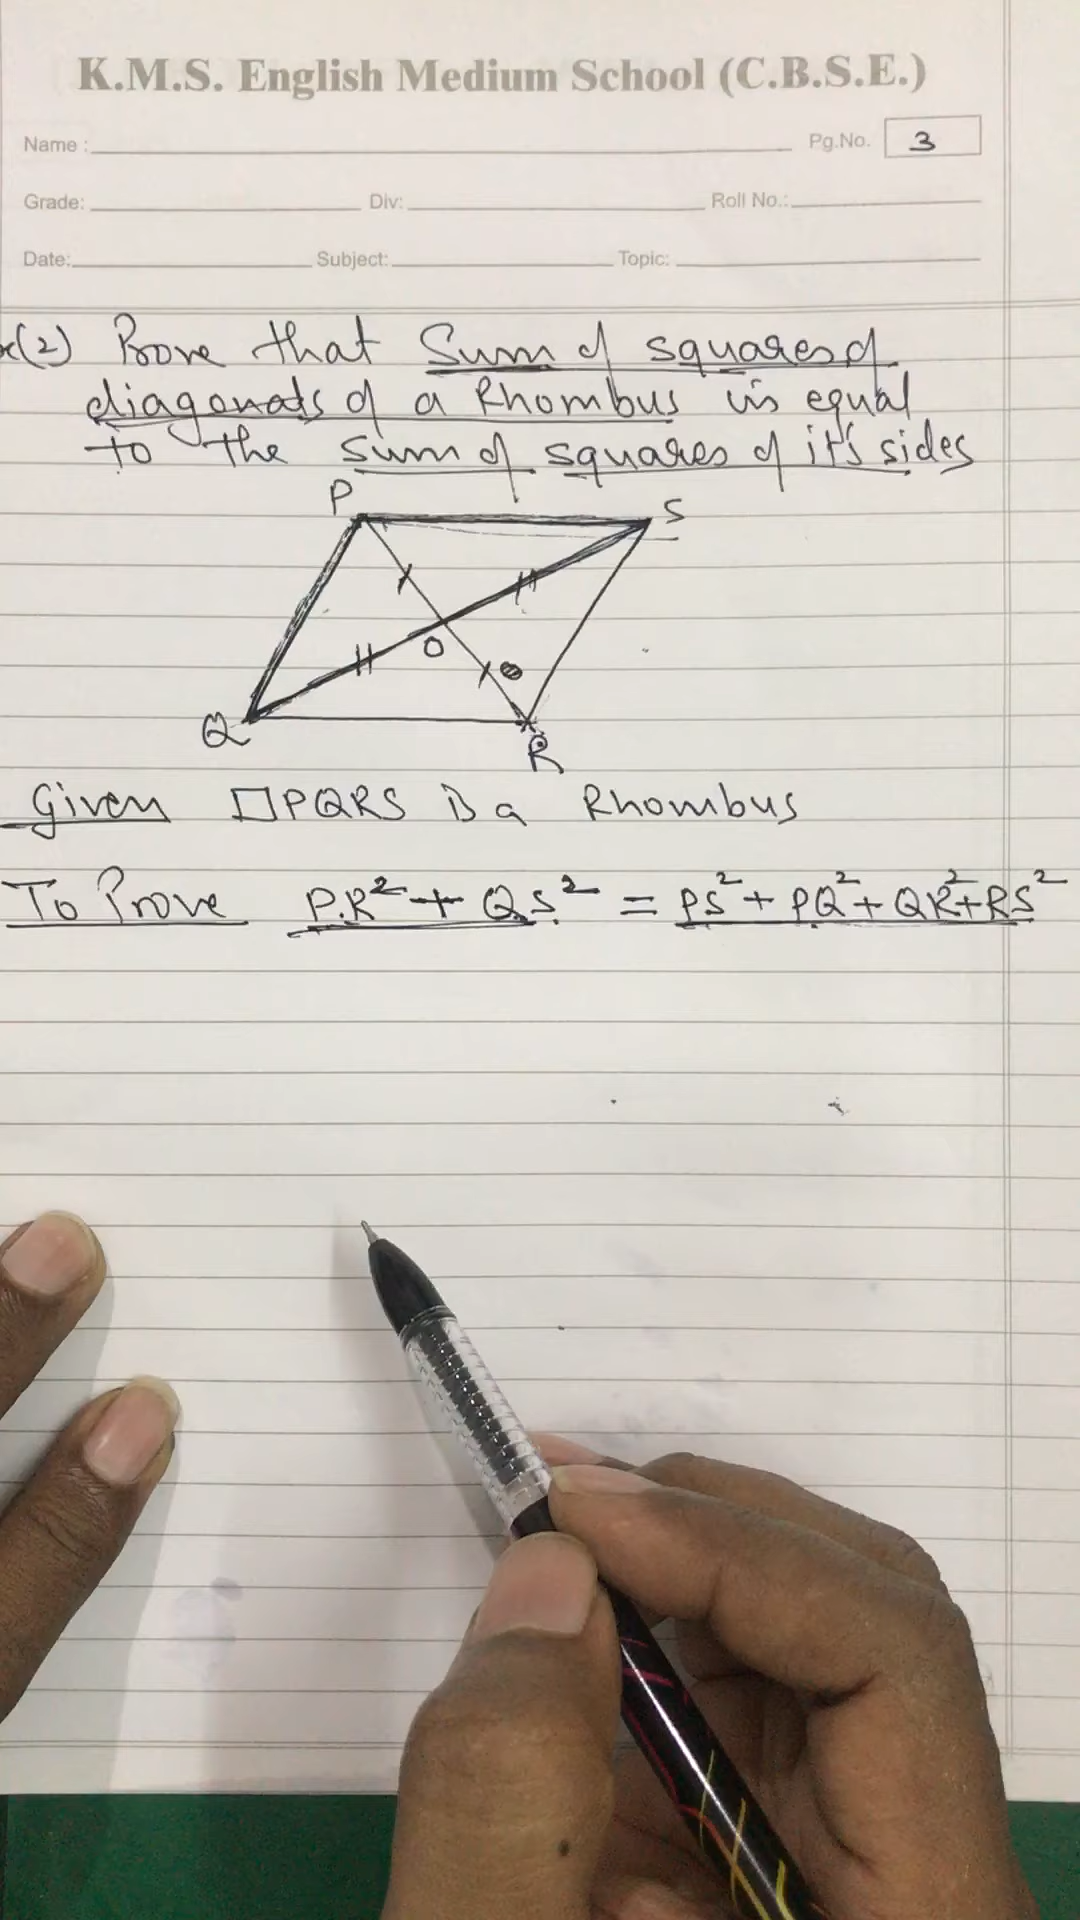 K.M.S. English Medium School (C.B.S.E.)
Name : Pg.No. 3
Grade: Div: Roll No.:
Date: Subject: Topic:
x(2) Prove that Sum of squares of
diagonals of a Rhombus is equal
to the sum of squares of it's sides
P S
O
Q R
Given □PQRS is a Rhombus
To Prove PR² + QS² = PS² + PQ² + QR² + RS²